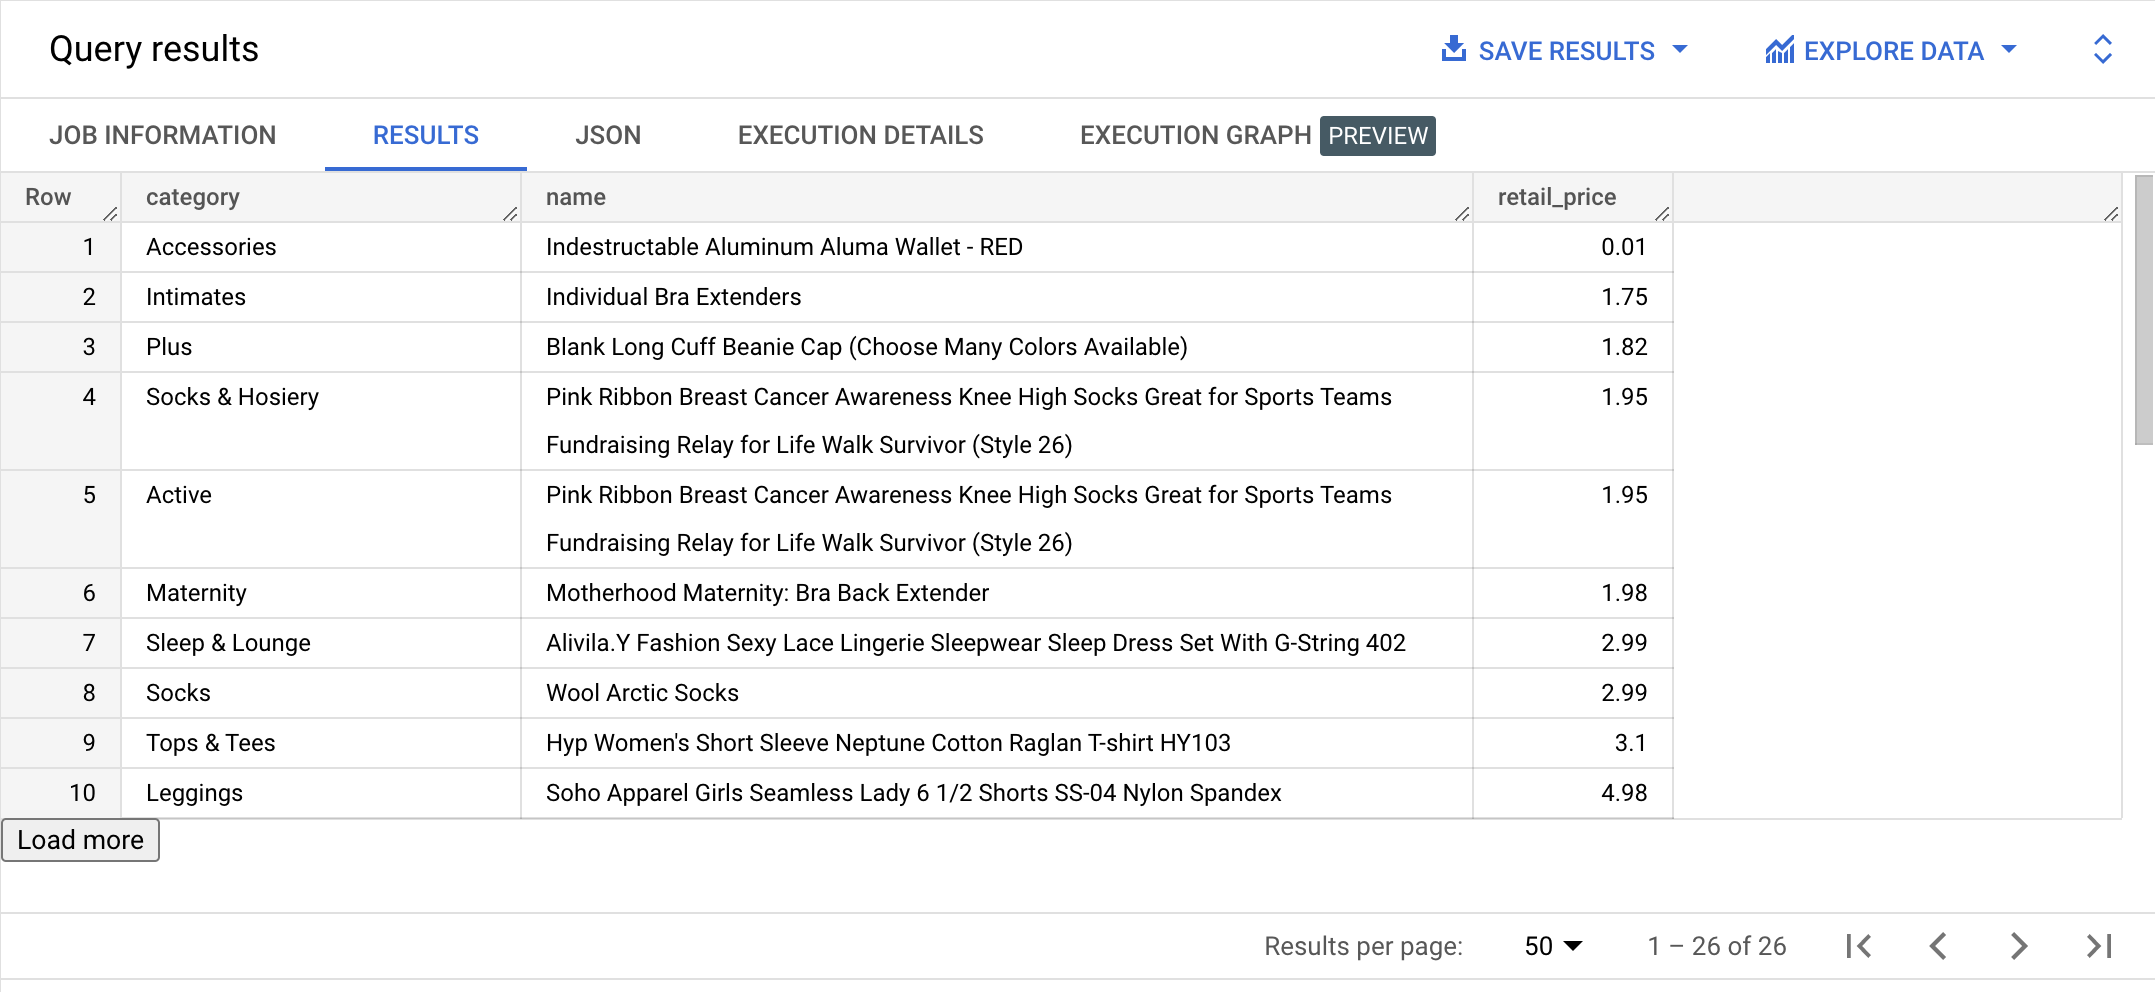 Query results
SAVE RESULTS
EXPLORE DATA
JOB INFORMATION
RESULTS
JSON
EXECUTION DETAILS
EXECUTION GRAPH PREVIEW
Row category name retail_price
1 Accessories Indestructable Aluminum Aluma Wallet - RED 0.01
2 Intimates Individual Bra Extenders 1.75
3 Plus Blank Long Cuff Beanie Cap (Choose Many Colors Available) 1.82
4 Socks & Hosiery Pink Ribbon Breast Cancer Awareness Knee High Socks Great for Sports Teams 1.95
Fundraising Relay for Life Walk Survivor (Style 26)
5 Active Pink Ribbon Breast Cancer Awareness Knee High Socks Great for Sports Teams 1.95
Fundraising Relay for Life Walk Survivor (Style 26)
6 Maternity Motherhood Maternity: Bra Back Extender 1.98
7 Sleep & Lounge Alivila.Y Fashion Sexy Lace Lingerie Sleepwear Sleep Dress Set With G-String 402 2.99
8 Socks Wool Arctic Socks 2.99
9 Tops & Tees Hyp Women's Short Sleeve Neptune Cotton Raglan T-shirt HY103 3.1
10 Leggings Soho Apparel Girls Seamless Lady 6 1/2 Shorts SS-04 Nylon Spandex 4.98
Load more
Results per page: 50 1 – 26 of 26